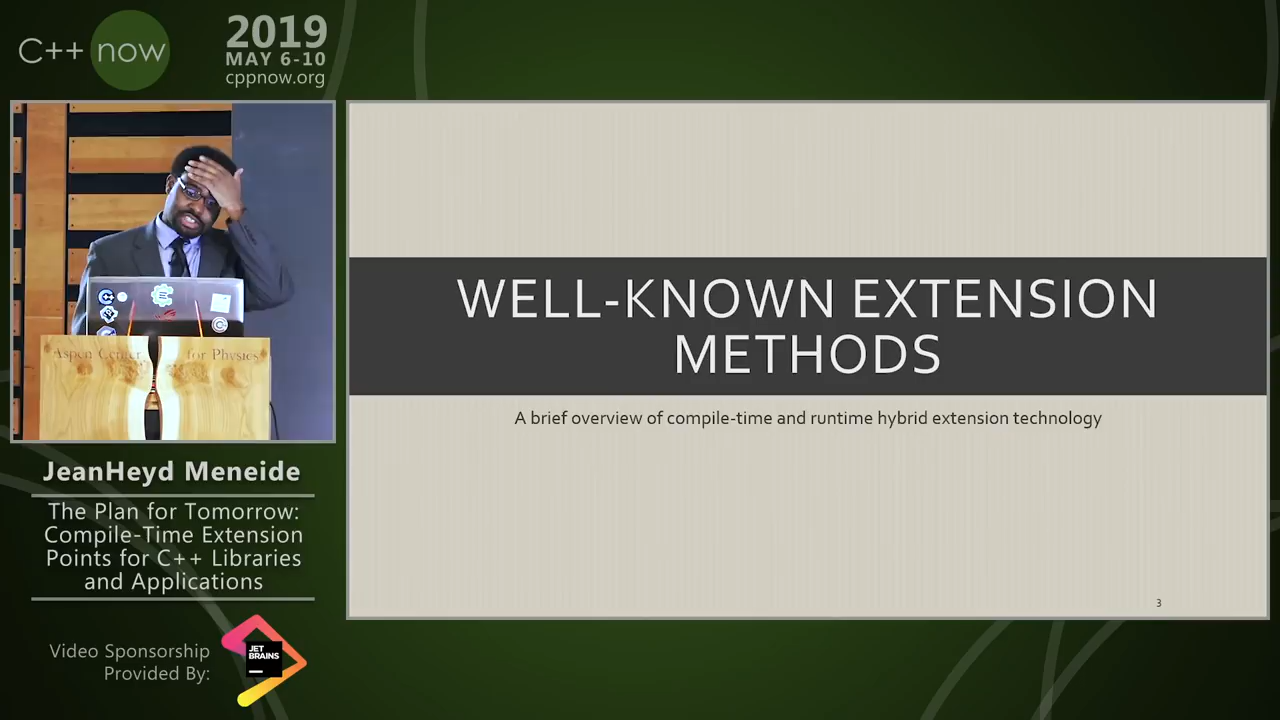 C++ now
2019
MAY 6-10
cppnow.org
Aspen Center for Physics
JeanHeyd Meneide
The Plan for Tomorrow:
Compile-Time Extension
Points for C++ Libraries
and Applications
Video Sponsorship
Provided By:
JET
BRAINS
WELL-KNOWN EXTENSION
METHODS
A brief overview of compile-time and runtime hybrid extension technology
3